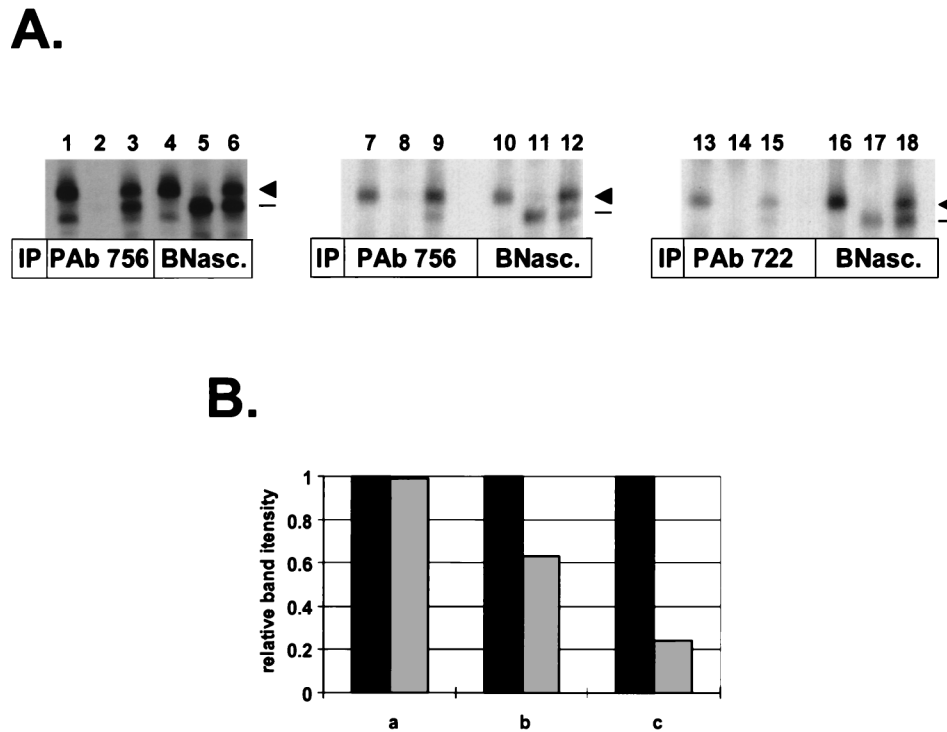 A.
1 2 3 4 5 6 7 8 9 10 11 12 13 14 15 16 17 18
IP PAb 756 BNasc. IP PAb 756 BNasc. IP PAb 722 BNasc.
B.
relative band itensity
1
0.8
0.6
0.4
0.2
0
a b c